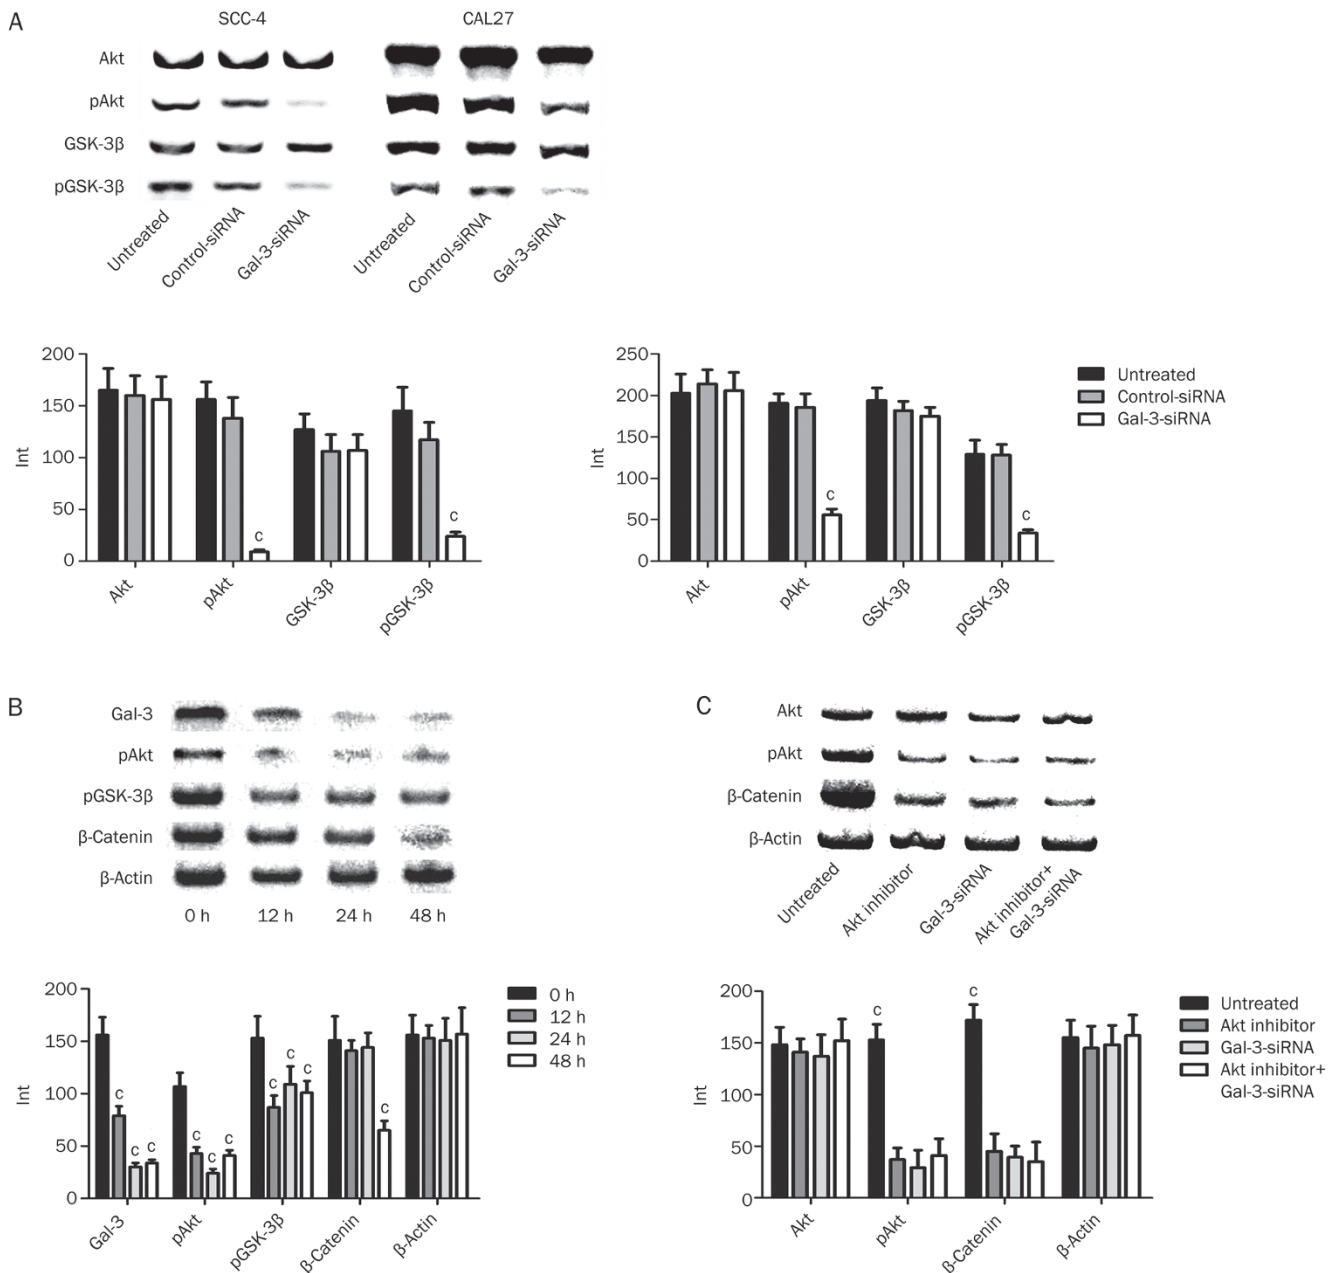 A
SCC-4
CAL27
Akt
pAkt
GSK-3β
pGSK-3β
Untreated
Control-siRNA
Gal-3-siRNA
Untreated
Control-siRNA
Gal-3-siRNA
200
150
100
50
0
Int
c
c
Akt
pAkt
GSK-3β
pGSK-3β
250
200
150
100
50
0
Int
c
c
Akt
pAkt
GSK-3β
pGSK-3β
Untreated
Control-siRNA
Gal-3-siRNA
B
Gal-3
pAkt
pGSK-3β
β-Catenin
β-Actin
0 h 12 h 24 h 48 h
200
150
100
50
0
Int
c
c
c
c
c
c
c
c
c
c
Gal-3
pAkt
pGSK-3β
β-Catenin
β-Actin
0 h
12 h
24 h
48 h
C
Akt
pAkt
β-Catenin
β-Actin
Untreated
Akt inhibitor
Gal-3-siRNA
Akt inhibitor+
Gal-3-siRNA
200
150
100
50
0
Int
c
c
Akt
pAkt
β-Catenin
β-Actin
Untreated
Akt inhibitor
Gal-3-siRNA
Akt inhibitor+
Gal-3-siRNA